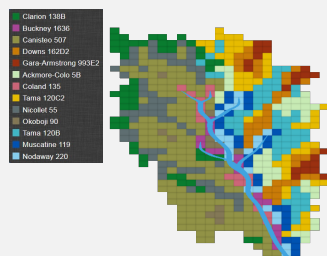 Clarion 138B
Buckney 1636
Canisteo 507
Downs 162D2
Gara-Armstrong 993E2
Ackmore-Colo 5B
Coland 135
Tama 120C2
Nicollet 55
Okoboji 90
Tama 120B
Muscatine 119
Nodaway 220